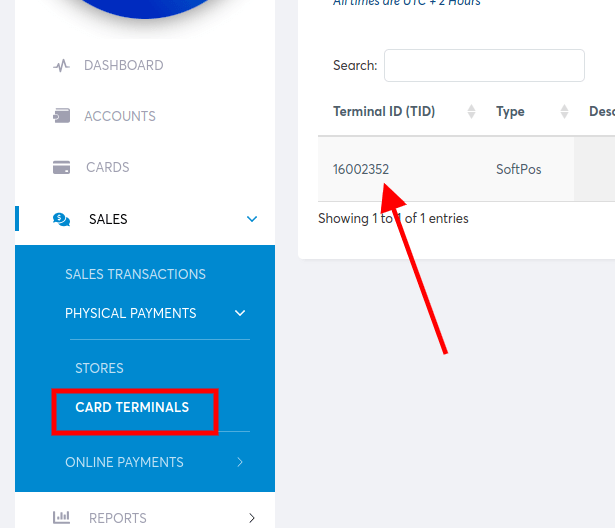 All times are UTC + 2 Hours
DASHBOARD
ACCOUNTS
CARDS
SALES
SALES TRANSACTIONS
PHYSICAL PAYMENTS
STORES
CARD TERMINALS
ONLINE PAYMENTS
REPORTS
Search:
Terminal ID (TID) Type Desc
16002352 SoftPos
Showing 1 to 1 of 1 entries